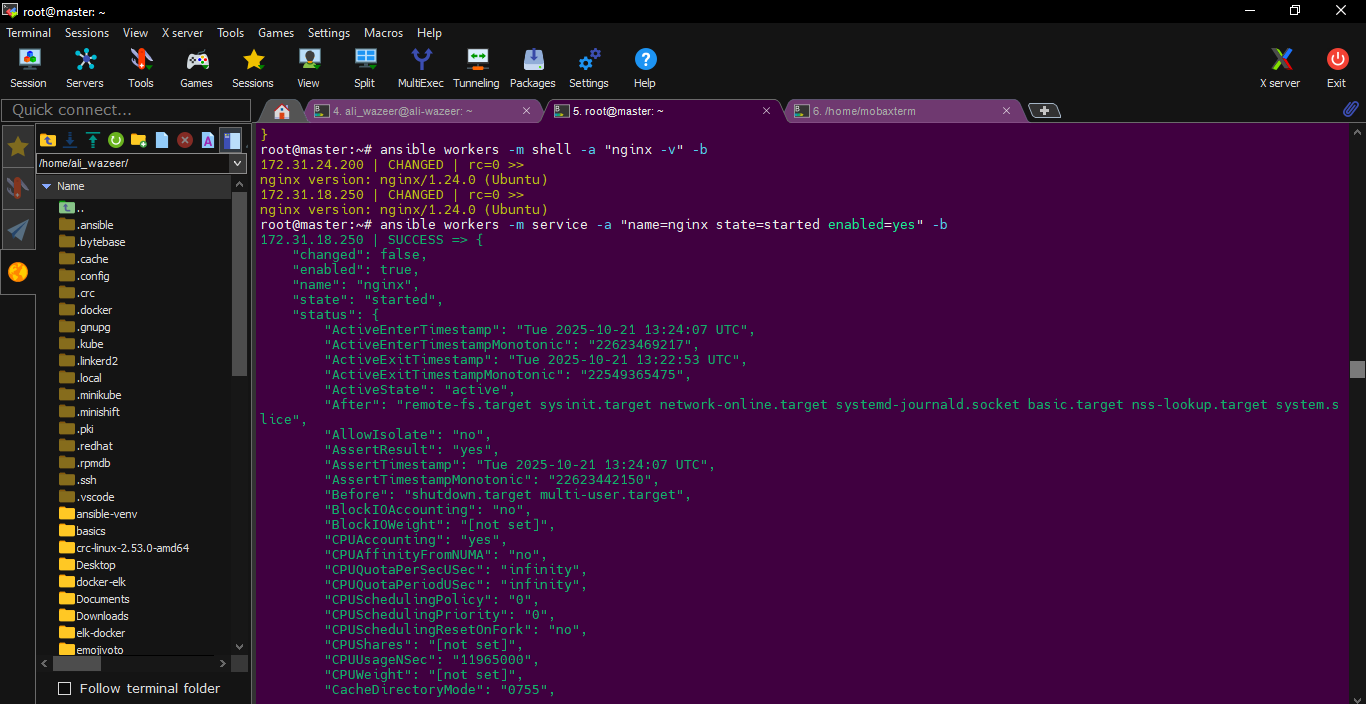 root@master: ~
Terminal Sessions View X server Tools Games Settings Macros Help
Session Servers Tools Games Sessions View Split MultiExec Tunneling Packages Settings Help X server Exit
Quick connect...
4. ali_wazeer@ali-wazeer: ~
5. root@master: ~
6. /home/mobaxterm
/home/ali_wazeer/
Name
..
.ansible
.bytebase
.cache
.config
.crc
.docker
.gnupg
.kube
.linkerd2
.local
.minikube
.minishift
.pki
.redhat
.rpmdb
.ssh
.vscode
ansible-venv
basics
crc-linux-2.53.0-amd64
Desktop
docker-elk
Documents
Downloads
elk-docker
emojivoto
Follow terminal folder
}
root@master:~# ansible workers -m shell -a "nginx -v" -b
172.31.24.200 | CHANGED | rc=0 >>
nginx version: nginx/1.24.0 (Ubuntu)
172.31.18.250 | CHANGED | rc=0 >>
nginx version: nginx/1.24.0 (Ubuntu)
root@master:~# ansible workers -m service -a "name=nginx state=started enabled=yes" -b
172.31.18.250 | SUCCESS => {
    "changed": false,
    "enabled": true,
    "name": "nginx",
    "state": "started",
    "status": {
        "ActiveEnterTimestamp": "Tue 2025-10-21 13:24:07 UTC",
        "ActiveEnterTimestampMonotonic": "22623469217",
        "ActiveExitTimestamp": "Tue 2025-10-21 13:22:53 UTC",
        "ActiveExitTimestampMonotonic": "22549365475",
        "ActiveState": "active",
        "After": "remote-fs.target sysinit.target network-online.target systemd-journald.socket basic.target nss-lookup.target system.s
lice",
        "AllowIsolate": "no",
        "AssertResult": "yes",
        "AssertTimestamp": "Tue 2025-10-21 13:24:07 UTC",
        "AssertTimestampMonotonic": "22623442150",
        "Before": "shutdown.target multi-user.target",
        "BlockIOAccounting": "no",
        "BlockIOWeight": "[not set]",
        "CPUAccounting": "yes",
        "CPUAffinityFromNUMA": "no",
        "CPUQuotaPerSecUSec": "infinity",
        "CPUQuotaPeriodUSec": "infinity",
        "CPUSchedulingPolicy": "0",
        "CPUSchedulingPriority": "0",
        "CPUSchedulingResetOnFork": "no",
        "CPUShares": "[not set]",
        "CPUUsageNSec": "11965000",
        "CPUWeight": "[not set]",
        "CacheDirectoryMode": "0755",